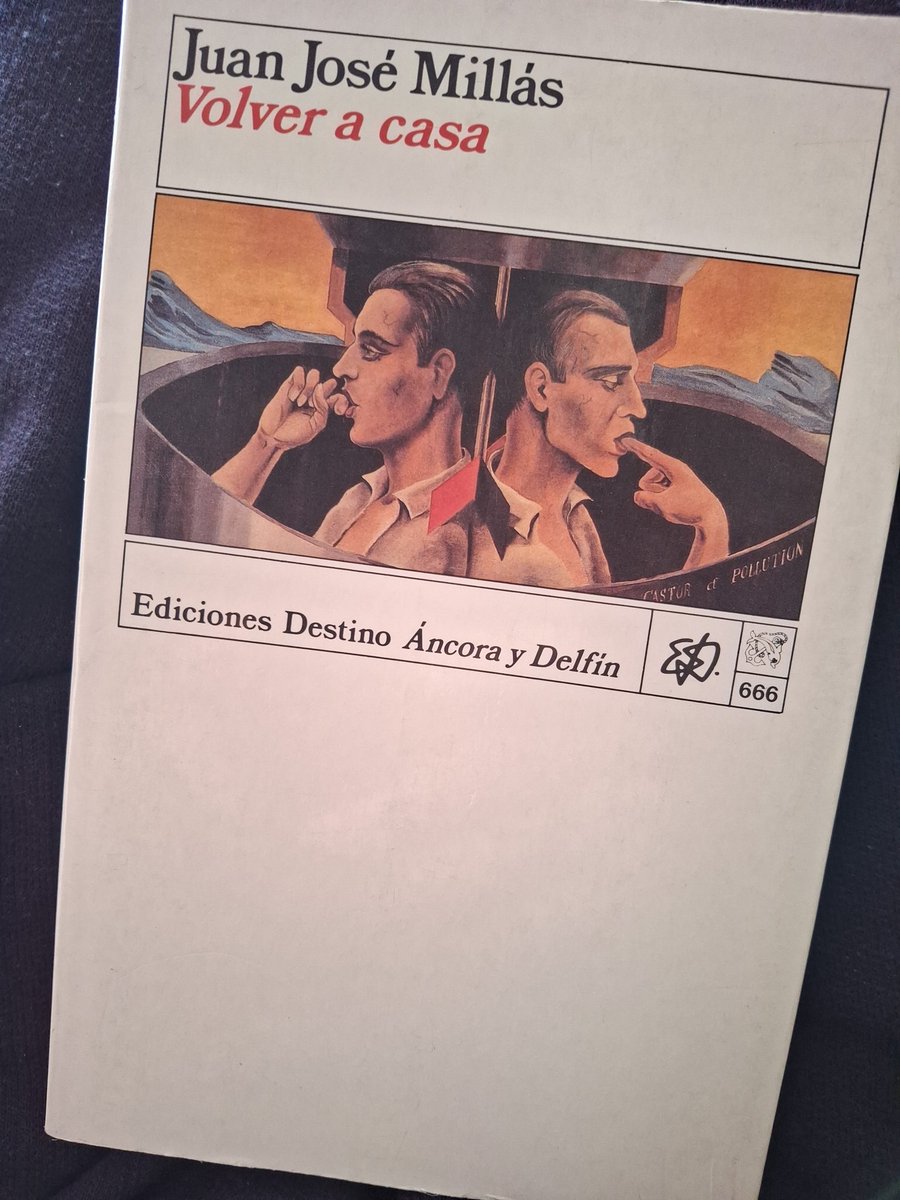 Juan José Millás
Volver a casa
CASTOR et POLLUTION
Ediciones Destino Áncora y Delfín
666